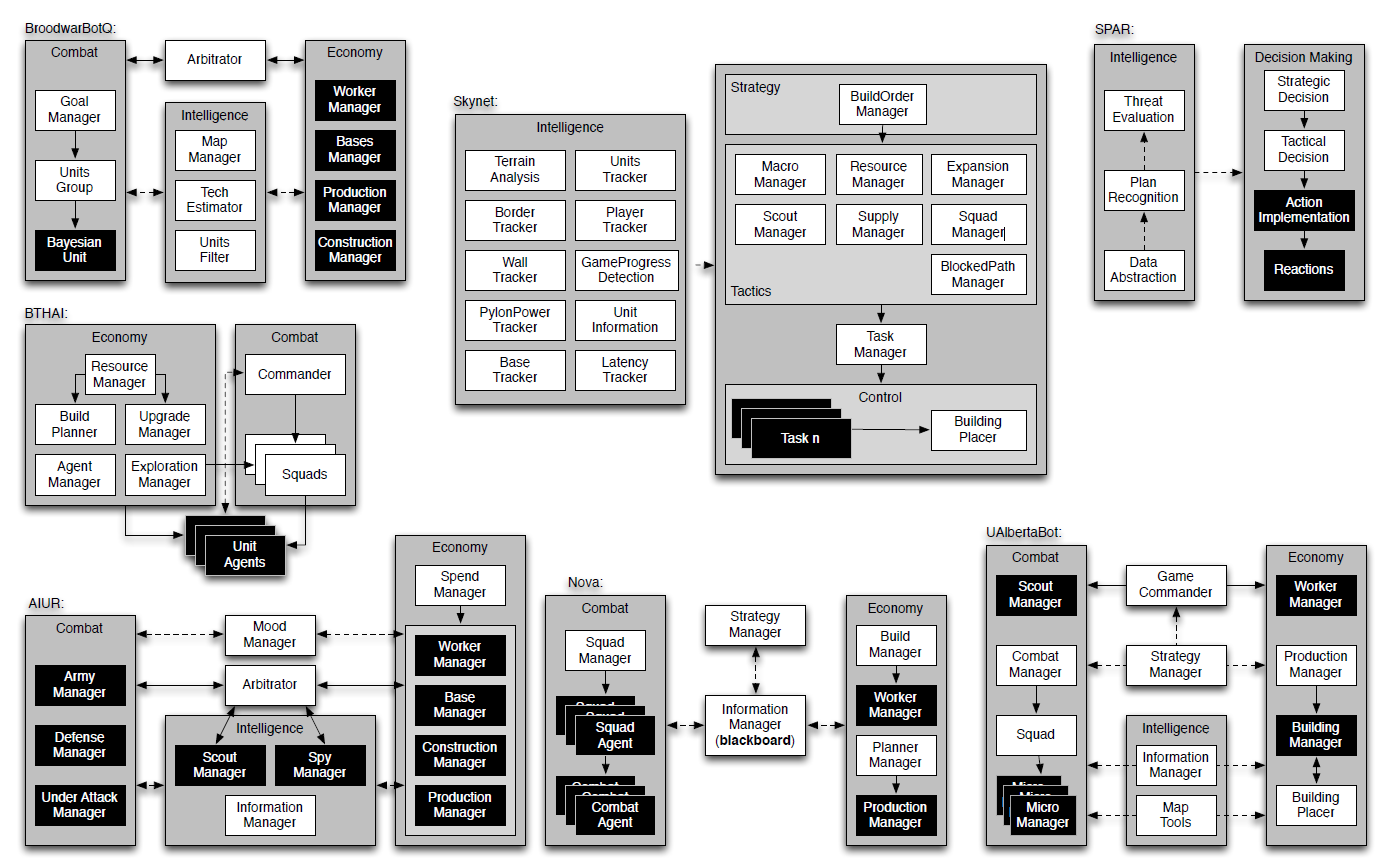 BroodwarBotQ:
Combat
Goal
Manager
Units
Group
Bayesian
Unit
Arbitrator
Intelligence
Map
Manager
Tech
Estimator
Units
Filter
Economy
Worker
Manager
Bases
Manager
Production
Manager
Construction
Manager
Skynet:
Intelligence
Terrain
Analysis
Units
Tracker
Border
Tracker
Player
Tracker
Wall
Tracker
GameProgress
Detection
PylonPower
Tracker
Unit
Information
Base
Tracker
Latency
Tracker
Strategy
BuildOrder
Manager
Macro
Manager
Resource
Manager
Expansion
Manager
Scout
Manager
Supply
Manager
Squad
Manager
BlockedPath
Manager
Tactics
Task
Manager
Control
Task n
Building
Placer
SPAR:
Intelligence
Threat
Evaluation
Plan
Recognition
Data
Abstraction
Decision Making
Strategic
Decision
Tactical
Decision
Action
Implementation
Reactions
BTHAI:
Economy
Resource
Manager
Build
Planner
Upgrade
Manager
Agent
Manager
Exploration
Manager
Combat
Commander
Squads
Unit
Agents
AIUR:
Combat
Army
Manager
Defense
Manager
Under Attack
Manager
Mood
Manager
Arbitrator
Intelligence
Scout
Manager
Spy
Manager
Information
Manager
Economy
Spend
Manager
Worker
Manager
Base
Manager
Construction
Manager
Production
Manager
Nova:
Combat
Squad
Manager
Squad
Squad
Squad
Agent
Combat
Combat
Combat
Agent
Strategy
Manager
Information
Manager
(blackboard)
Economy
Build
Manager
Worker
Manager
Planner
Manager
Production
Manager
UAlbertaBot:
Combat
Scout
Manager
Combat
Manager
Squad
Micro
Micro
Micro
Manager
Game
Commander
Strategy
Manager
Intelligence
Information
Manager
Map
Tools
Economy
Worker
Manager
Production
Manager
Building
Manager
Building
Placer